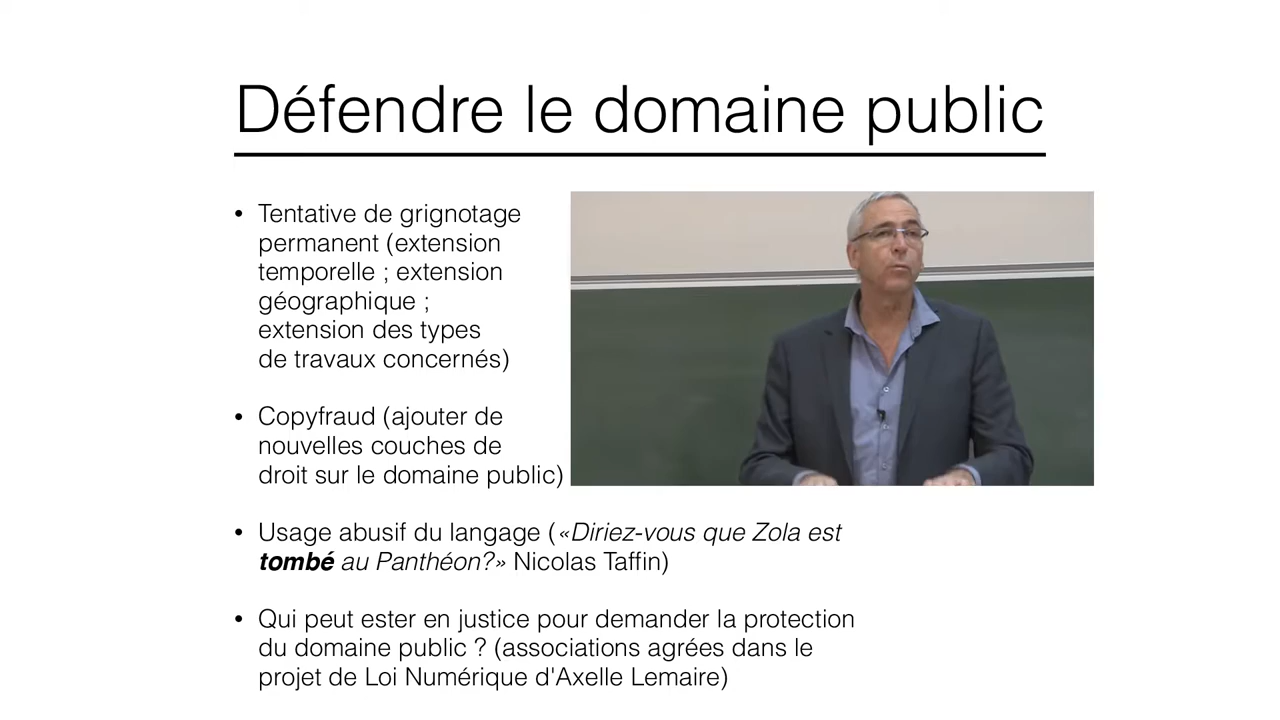 Défendre le domaine public
• Tentative de grignotage
permanent (extension
temporelle ; extension
géographique ;
extension des types
de travaux concernés)
• Copyfraud (ajouter de
nouvelles couches de
droit sur le domaine public)
• Usage abusif du langage («Diriez-vous que Zola est
tombé au Panthéon?» Nicolas Taffin)
• Qui peut ester en justice pour demander la protection
du domaine public ? (associations agrées dans le
projet de Loi Numérique d'Axelle Lemaire)